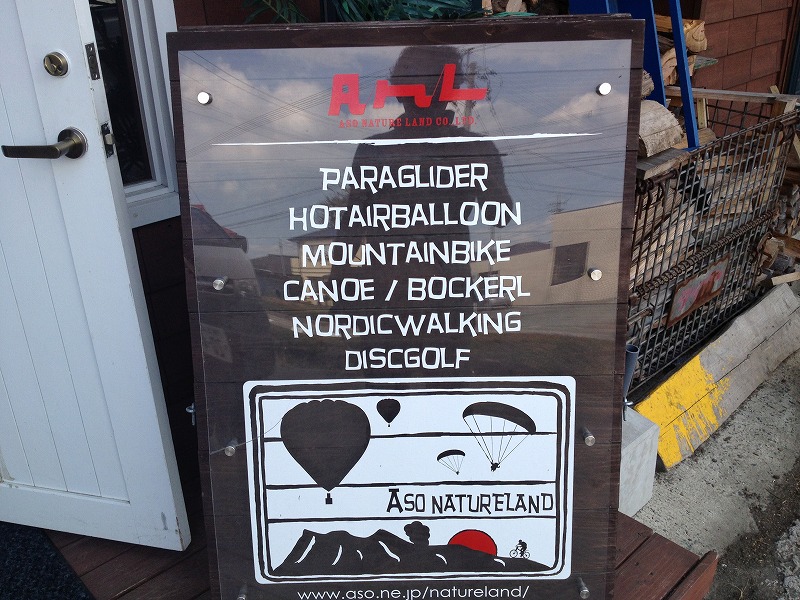 ANL
ASO NATURE LAND CO., LTD.
PARAGLIDER
HOTAIRBALLOON
MOUNTAINBIKE
CANOE / BOCKERL
NORDICWALKING
DISCGOLF
ASO NATURELAND
www.aso.ne.jp/natureland/